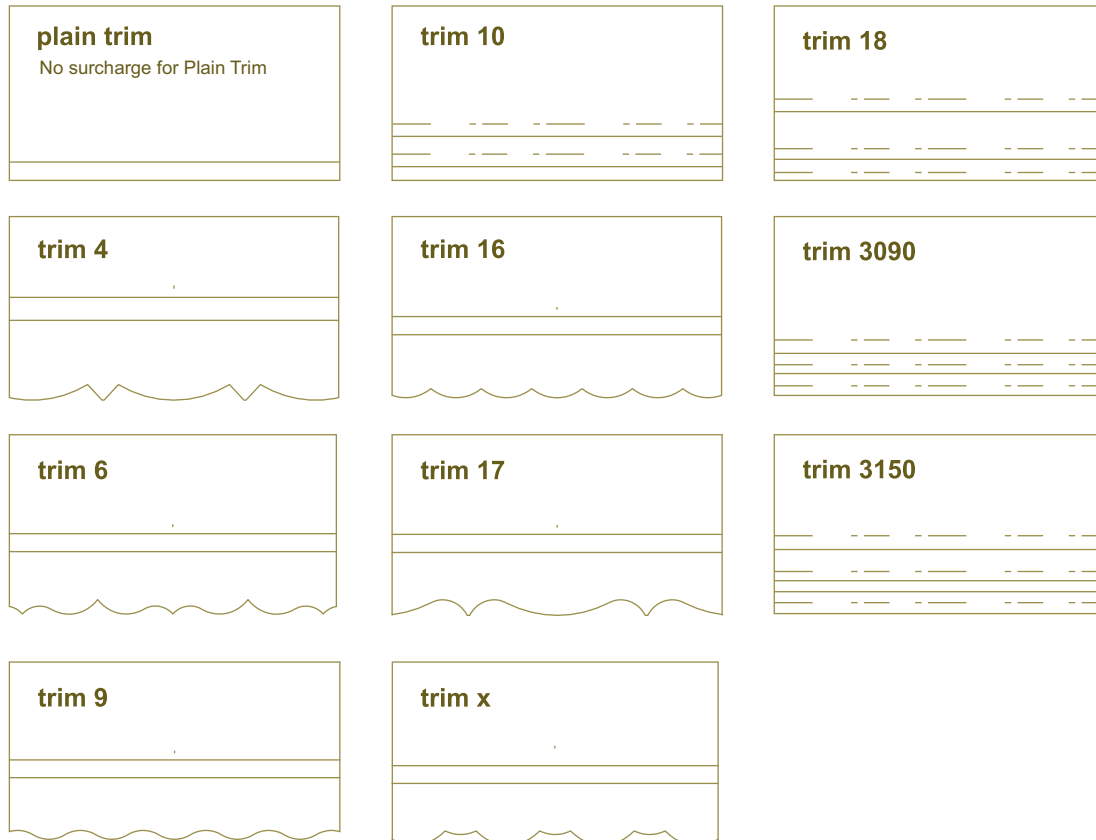 plain trim
No surcharge for Plain Trim
trim 10
trim 18
trim 4
trim 16
trim 3090
trim 6
trim 17
trim 3150
trim 9
trim x